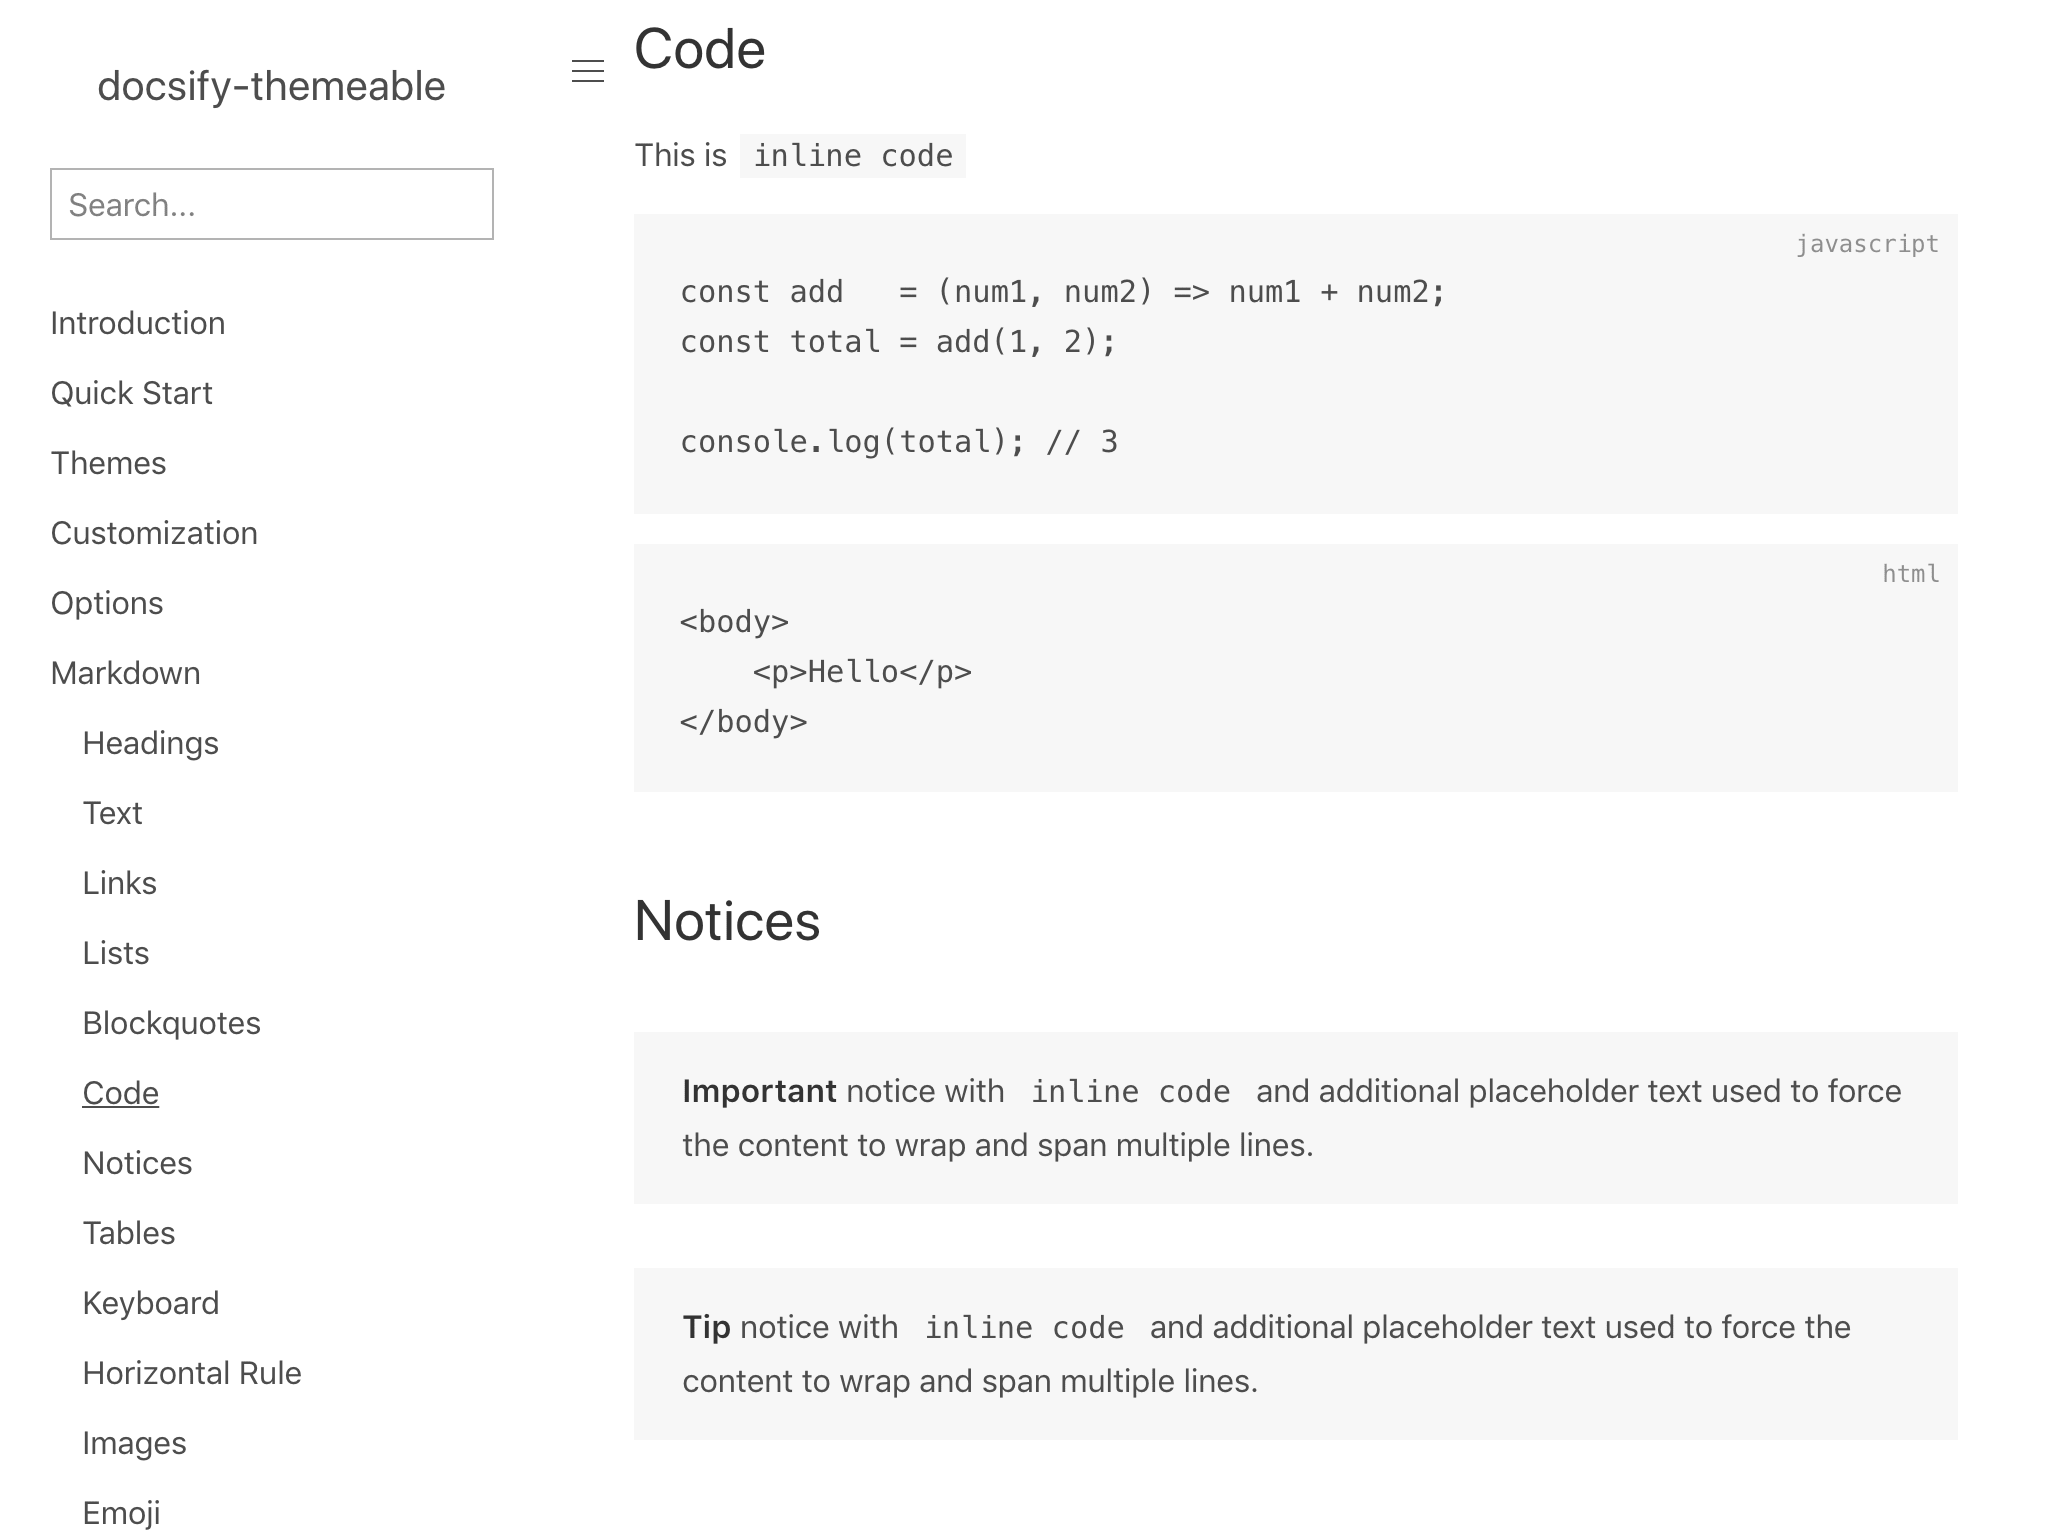 docsify-themeable
Search...
Introduction
Quick Start
Themes
Customization
Options
Markdown
Headings
Text
Links
Lists
Blockquotes
Code
Notices
Tables
Keyboard
Horizontal Rule
Images
Emoji
Code
This is inline code
javascript
const add   = (num1, num2) => num1 + num2;
const total = add(1, 2);
console.log(total); // 3
html
<body>
    <p>Hello</p>
</body>
Notices
Important notice with inline code and additional placeholder text used to force
the content to wrap and span multiple lines.
Tip notice with inline code and additional placeholder text used to force the
content to wrap and span multiple lines.